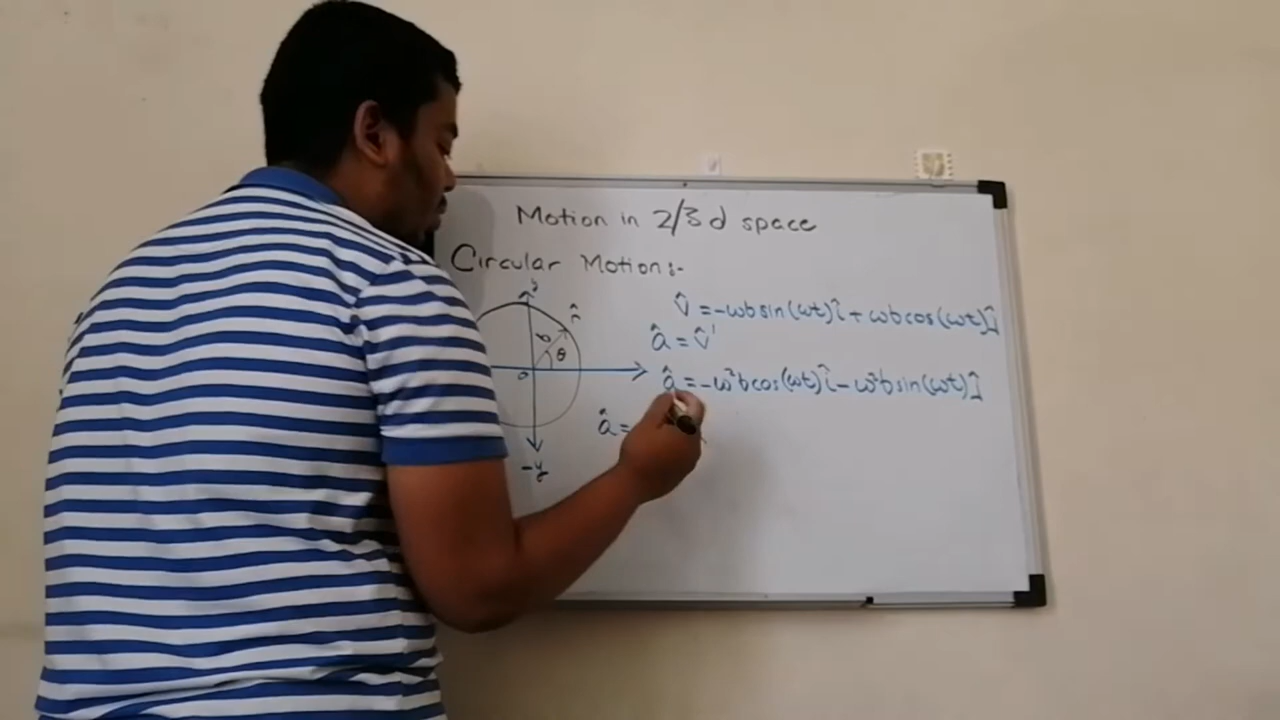 Motion in 2/3 d space
Circular Motion:-
v̂ = -ωb sin(ωt)î + ωb cos(ωt)ĵ
â = v̂'
â = -ω²b cos(ωt)î - ω²b sin(ωt)ĵ
â =
y
r̂
b
θ
o
-y